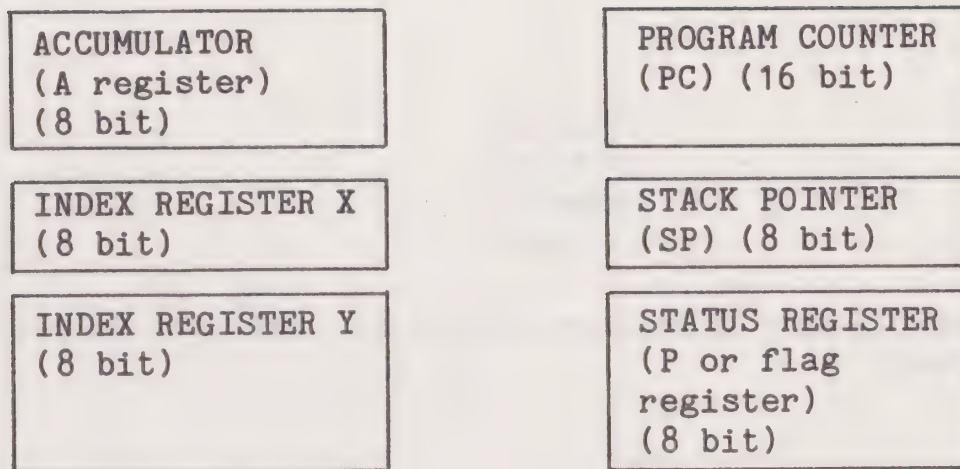 ACCUMULATOR
(A register)
(8 bit)
PROGRAM COUNTER
(PC) (16 bit)
INDEX REGISTER X
(8 bit)
STACK POINTER
(SP) (8 bit)
INDEX REGISTER Y
(8 bit)
STATUS REGISTER
(P or flag
register)
(8 bit)